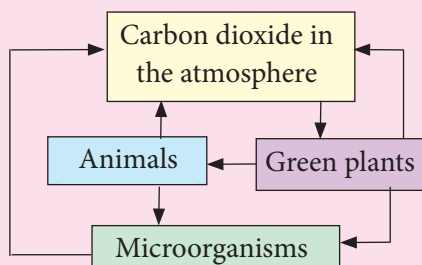 Carbon dioxide in
the atmosphere
Animals
Green plants
Microorganisms